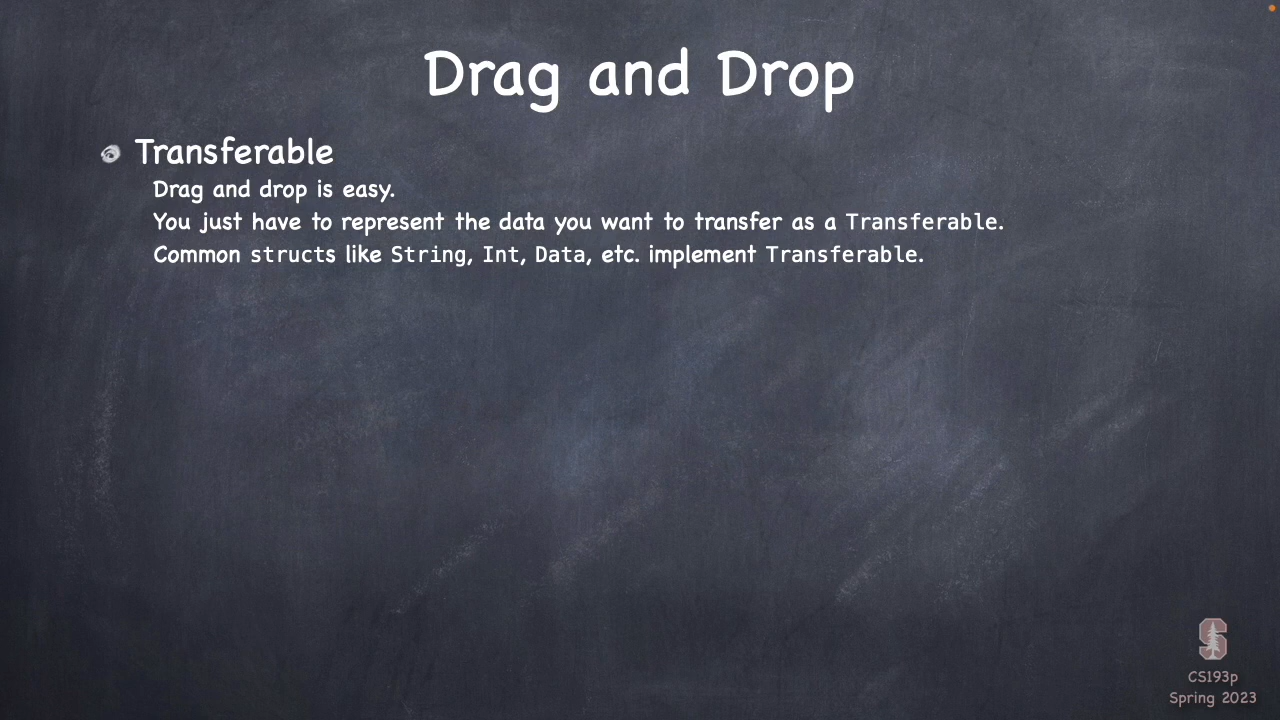 Drag and Drop
Transferable
Drag and drop is easy.
You just have to represent the data you want to transfer as a Transferable.
Common structs like String, Int, Data, etc. implement Transferable.
S
CS193p
Spring 2023